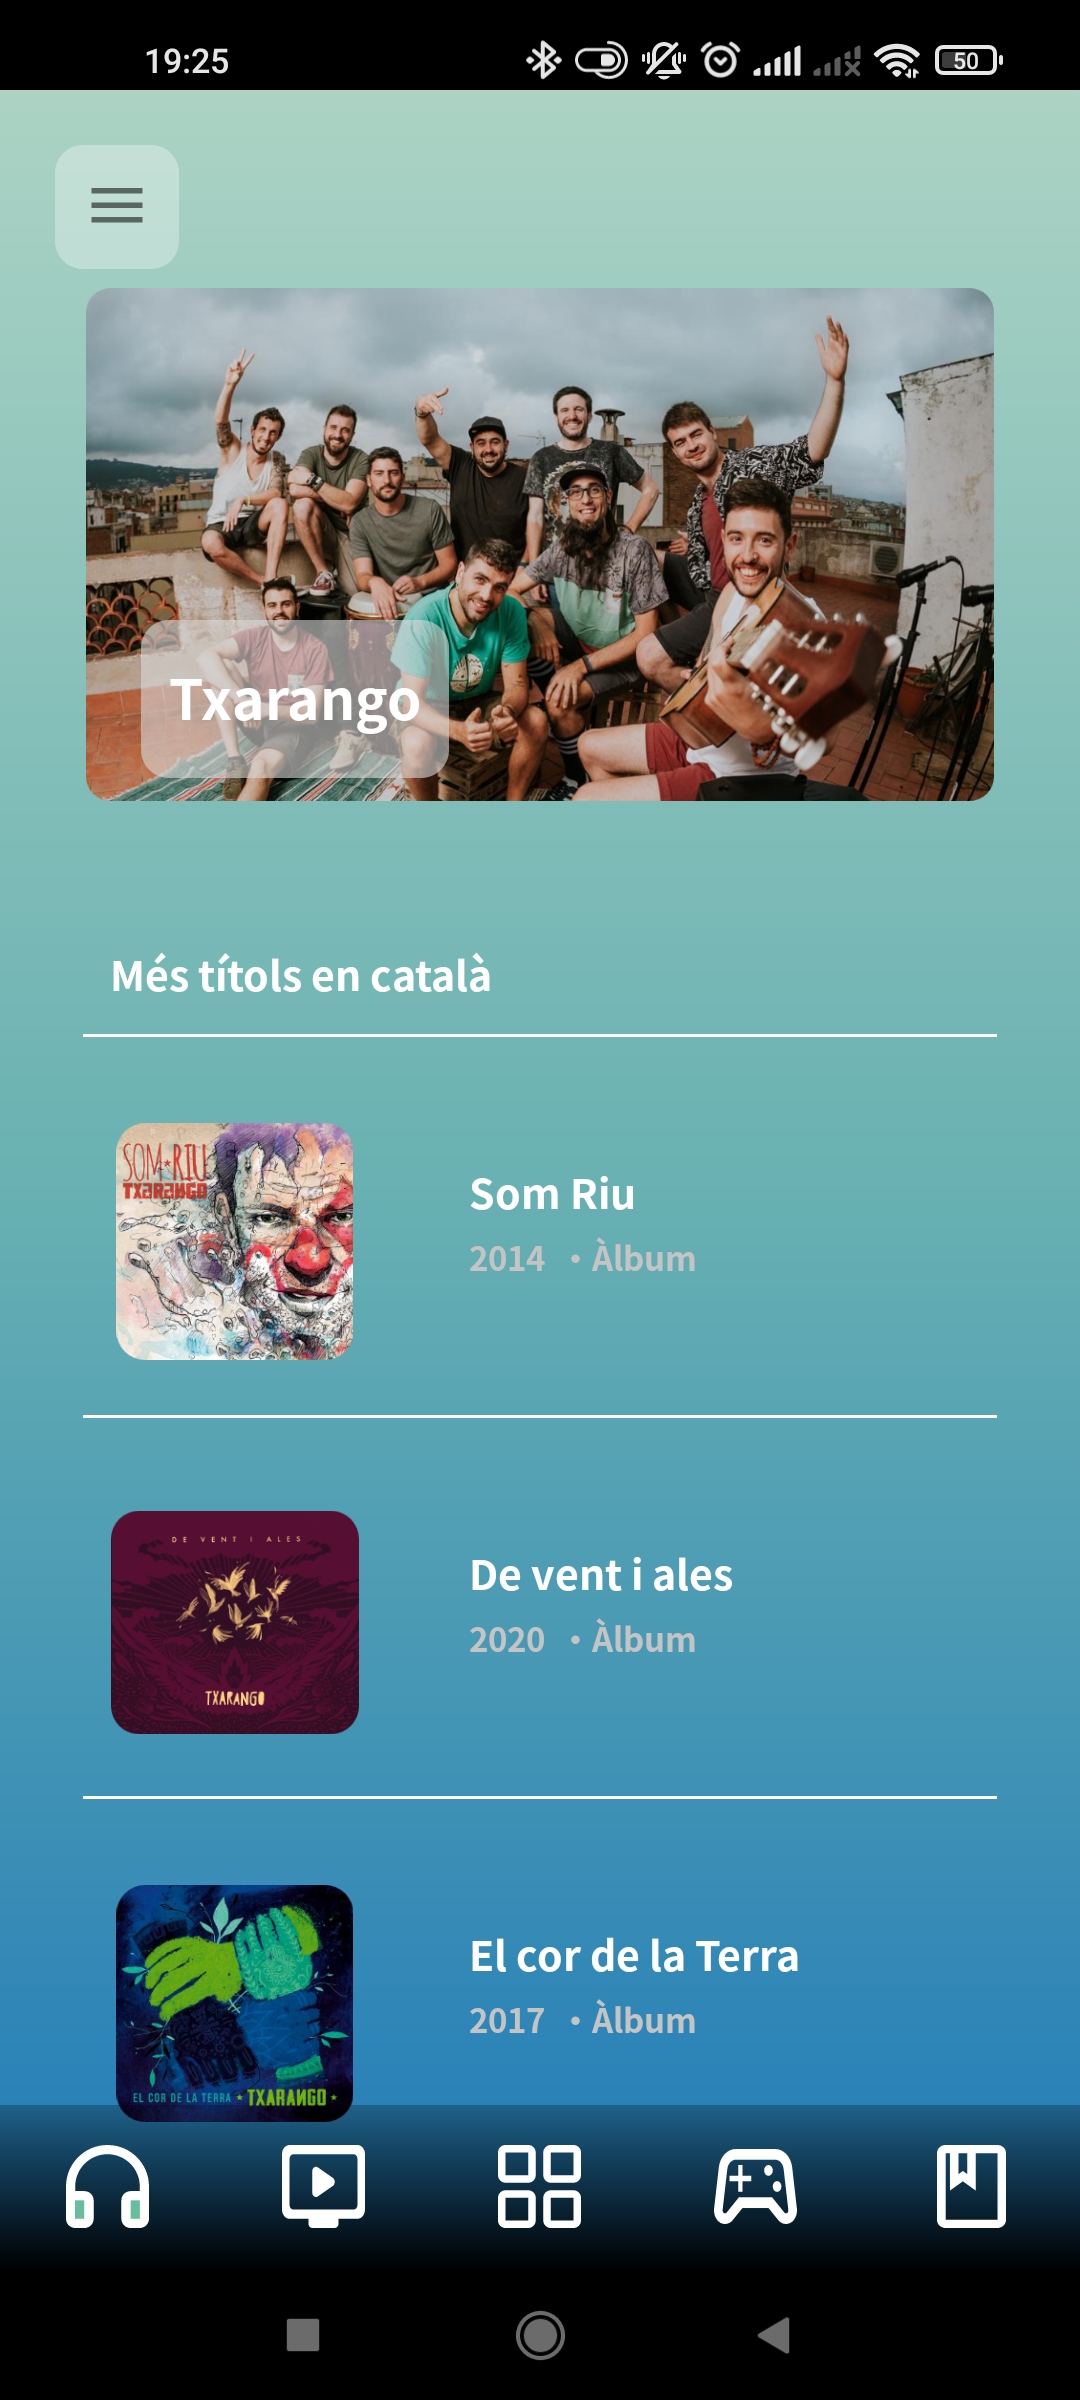 19:25
50
Txarango
Més títols en català
SOM★RIU
TXARANGO
Som Riu
2014 • Àlbum
DE VENT I ALES
TXARANGO
De vent i ales
2020 • Àlbum
EL COR DE LA TERRA ★ TXARANGO ★
El cor de la Terra
2017 • Àlbum